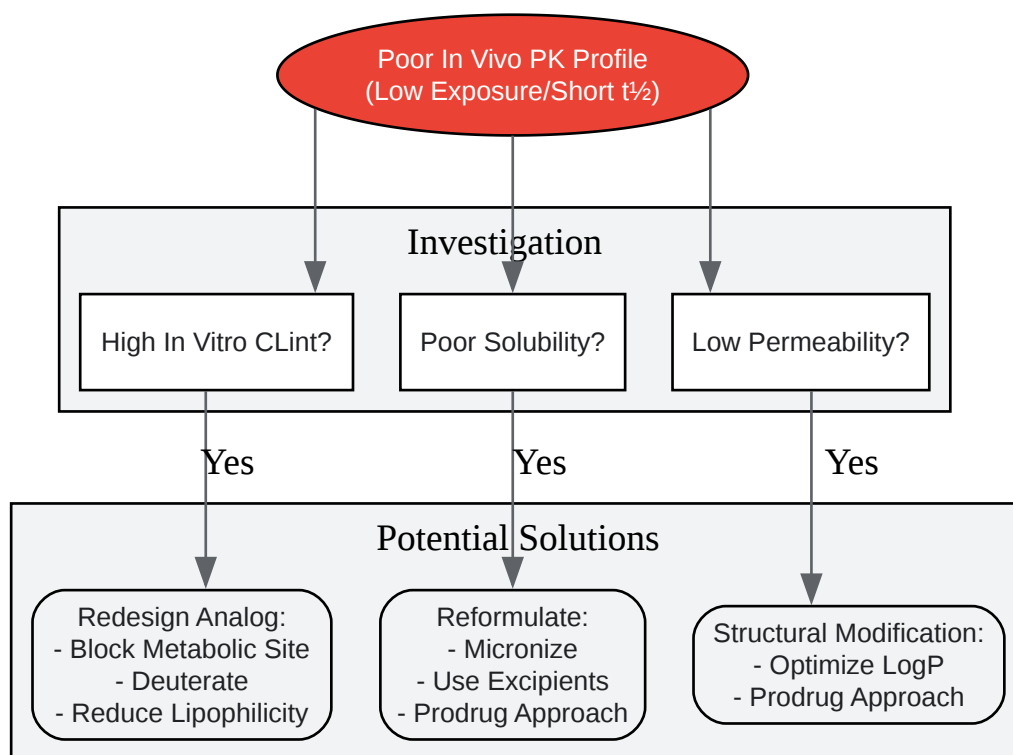 Poor In Vivo PK Profile
(Low Exposure/Short t½)
Investigation
High In Vitro CLint?
Poor Solubility?
Low Permeability?
Yes
Yes
Yes
Potential Solutions
Redesign Analog:
- Block Metabolic Site
- Deuterate
- Reduce Lipophilicity
Reformulate:
- Micronize
- Use Excipients
- Prodrug Approach
Structural Modification:
- Optimize LogP
- Prodrug Approach